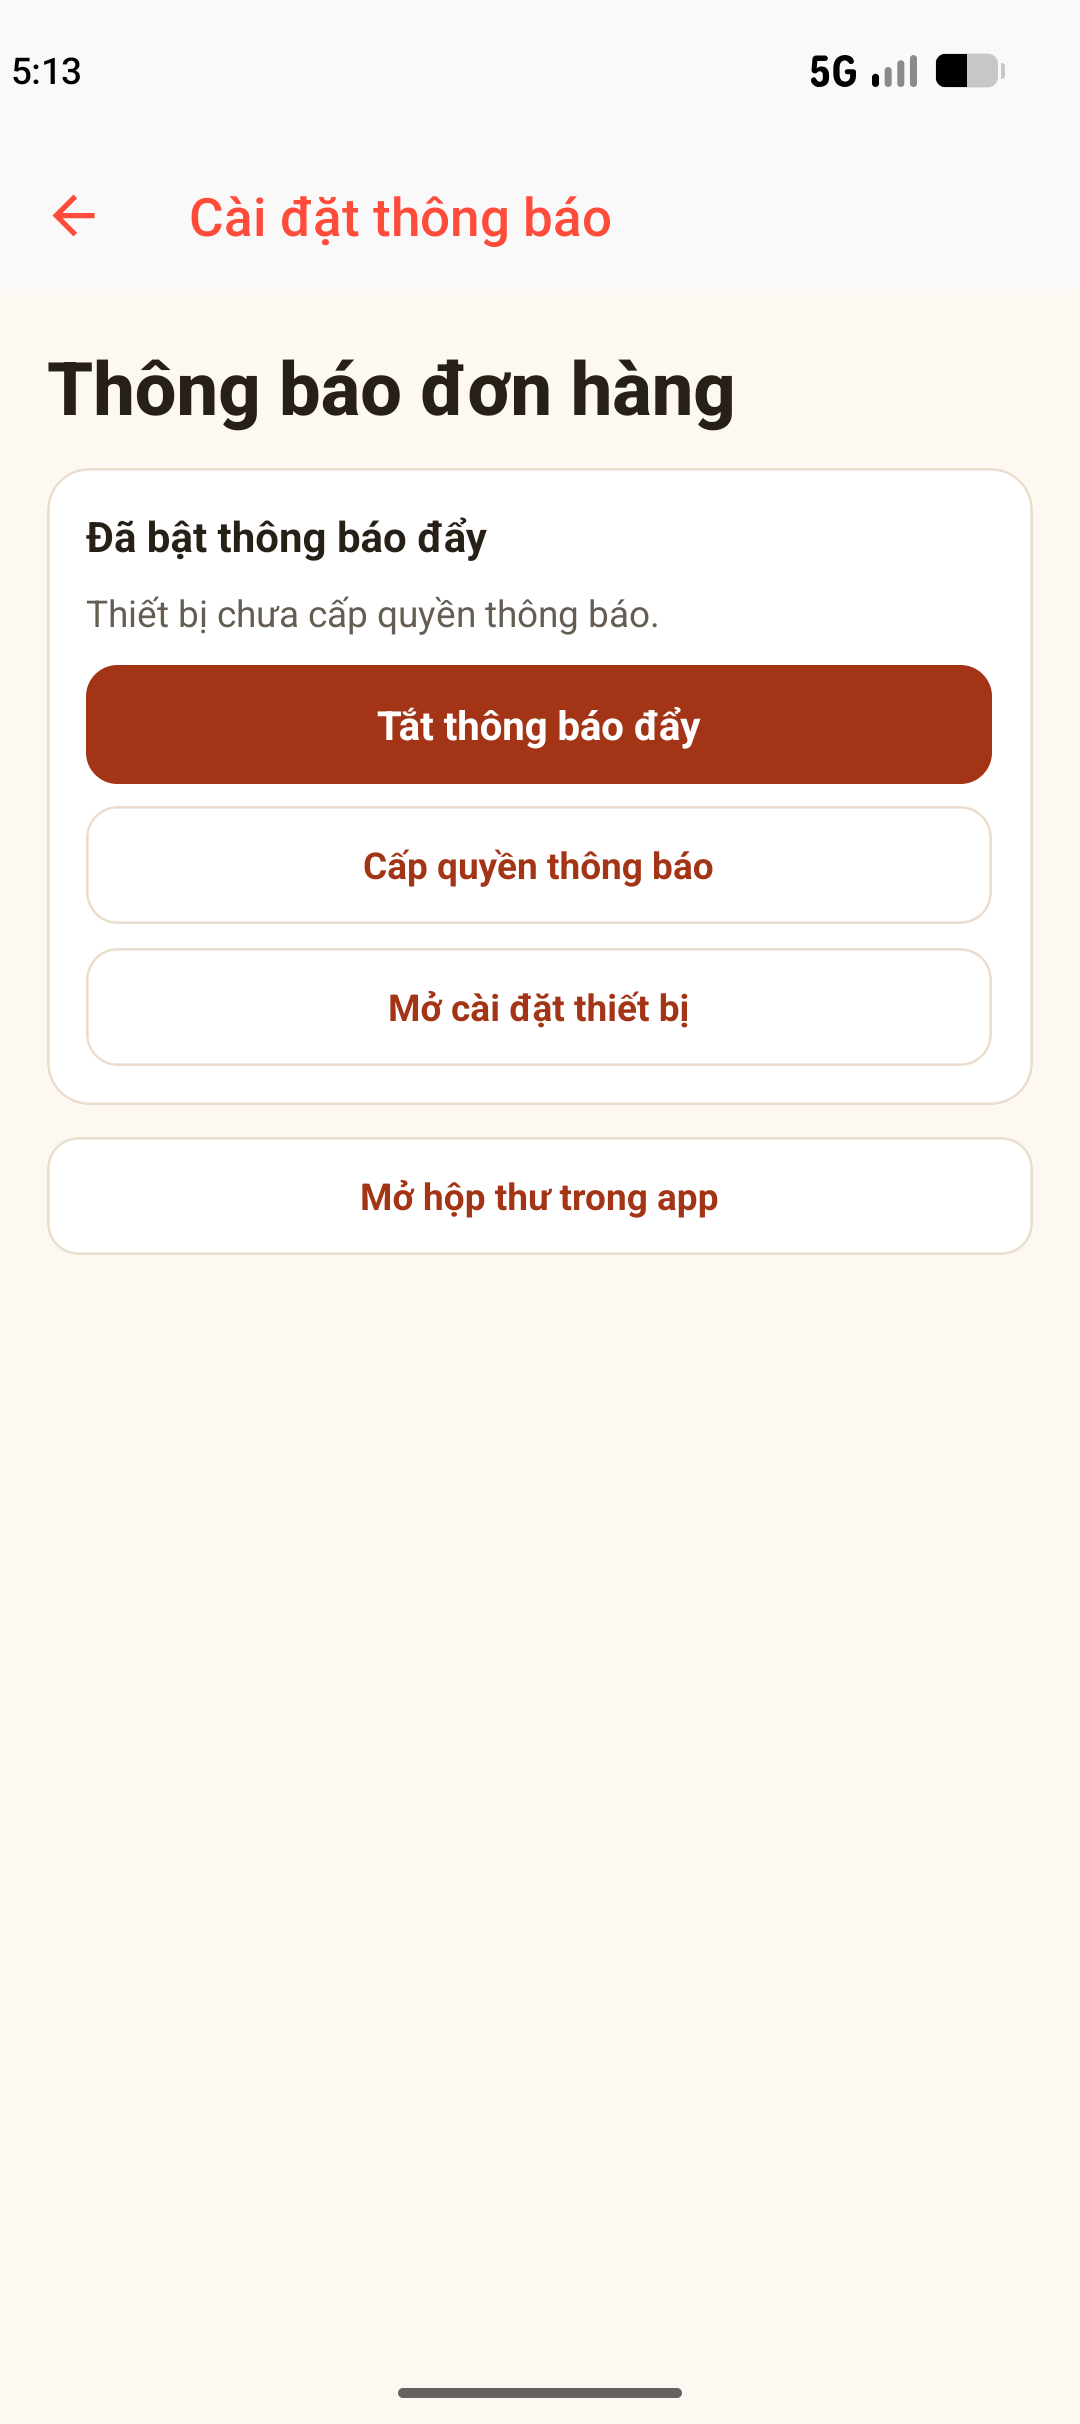 5:13
5G
Cài đặt thông báo
Thông báo đơn hàng
Đã bật thông báo đẩy
Thiết bị chưa cấp quyền thông báo.
Tắt thông báo đẩy
Cấp quyền thông báo
Mở cài đặt thiết bị
Mở hộp thư trong app